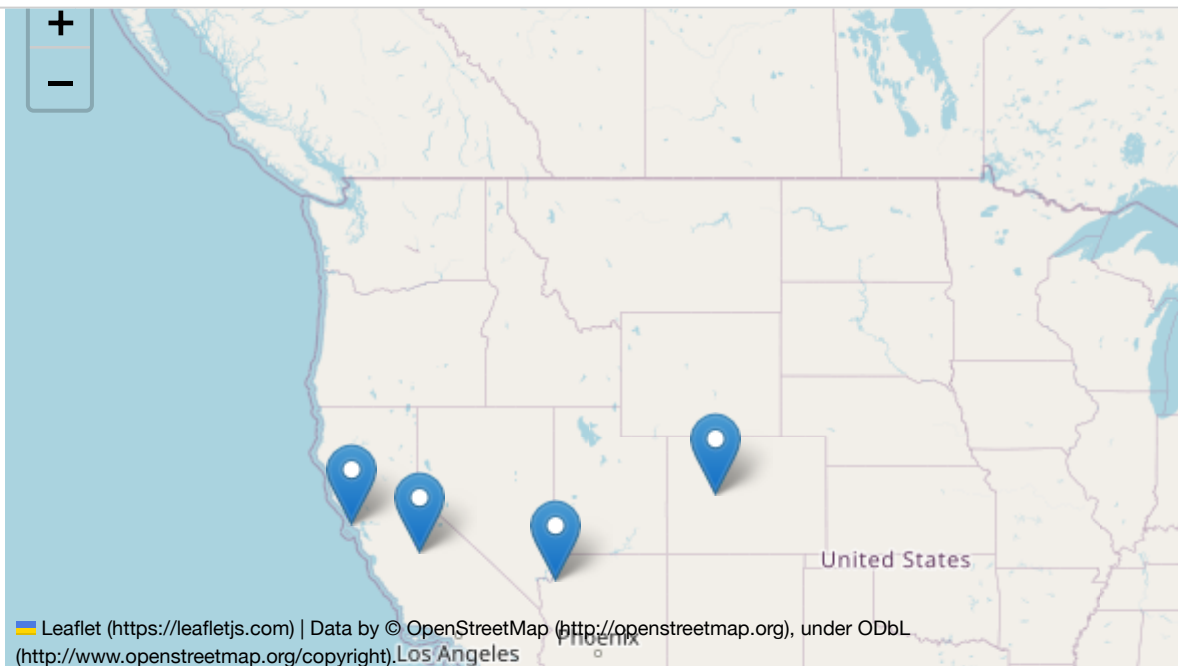 +
−
United States
Phoenix
Leaflet (https://leafletjs.com) | Data by © OpenStreetMap (http://openstreetmap.org), under ODbL
(http://www.openstreetmap.org/copyright).
Los Angeles